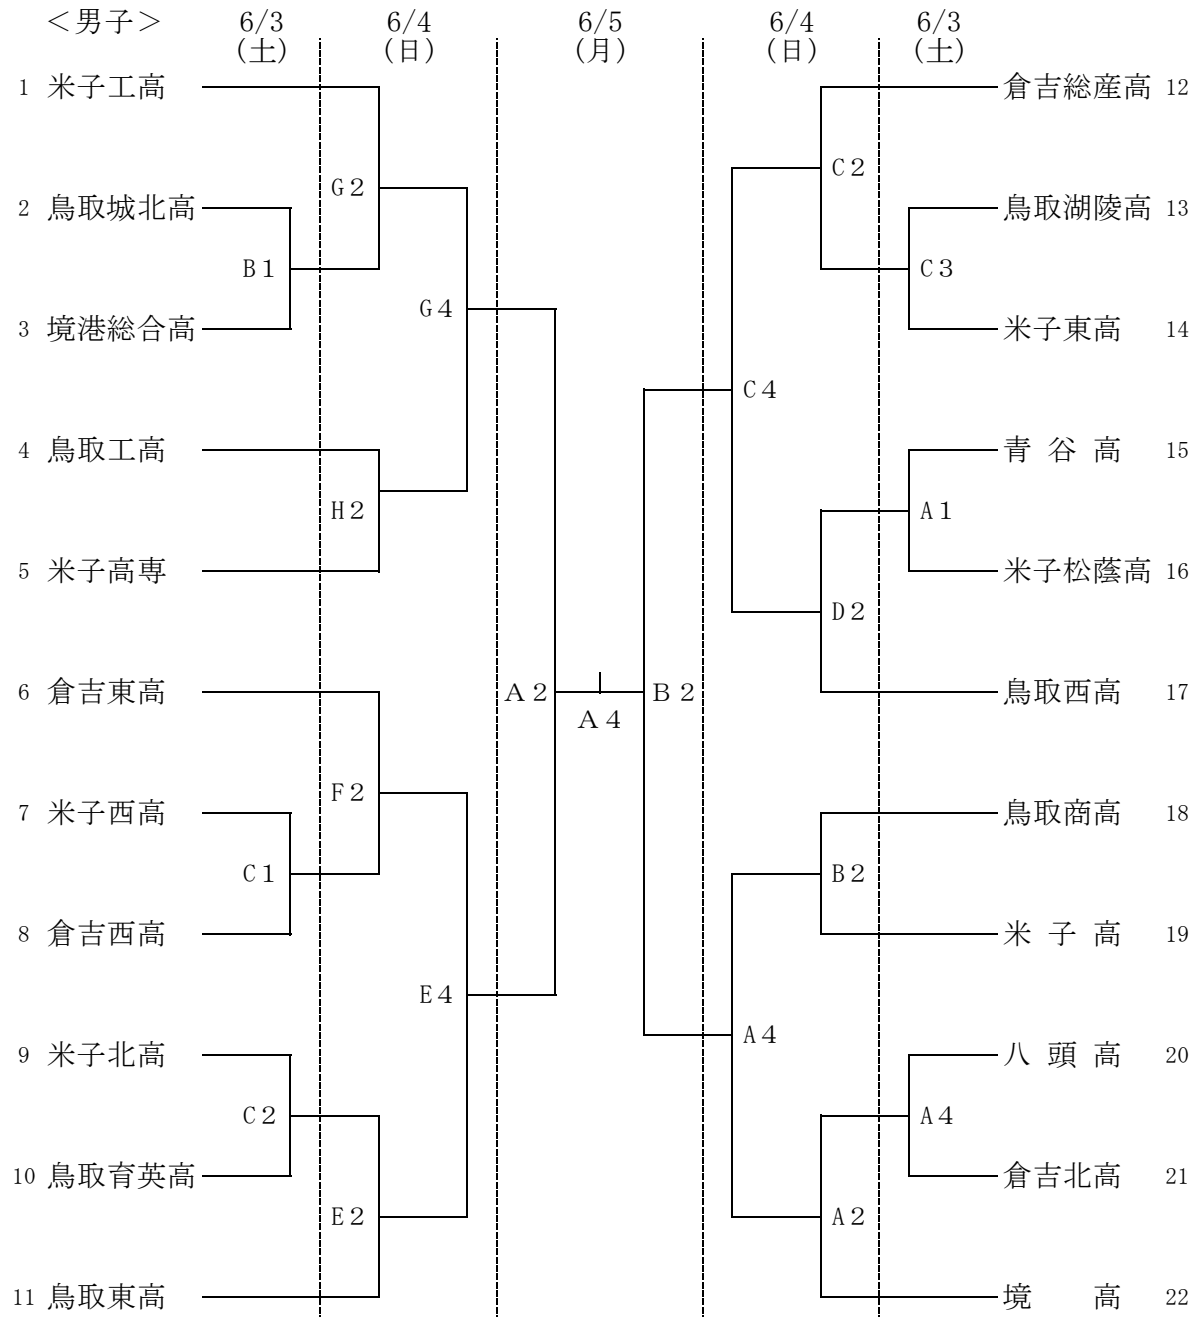 ＜男子＞ 6/3 6/4 6/5 6/4 6/3
(土) (日) (月) (日) (土)
1 米子工高 倉吉総産高 12
G2 C2
2 鳥取城北高 鳥取湖陵高 13
B1 C3
G4
3 境港総合高 米子東高 14
C4
4 鳥取工高 青谷高 15
H2 A1
5 米子高専 米子松蔭高 16
D2
6 倉吉東高 A2 B2 鳥取西高 17
A4
F2
7 米子西高 鳥取商高 18
C1 B2
8 倉吉西高 米子高 19
E4
A4
9 米子北高 八頭高 20
C2 A4
10 鳥取育英高 倉吉北高 21
E2 A2
11 鳥取東高 境高 22